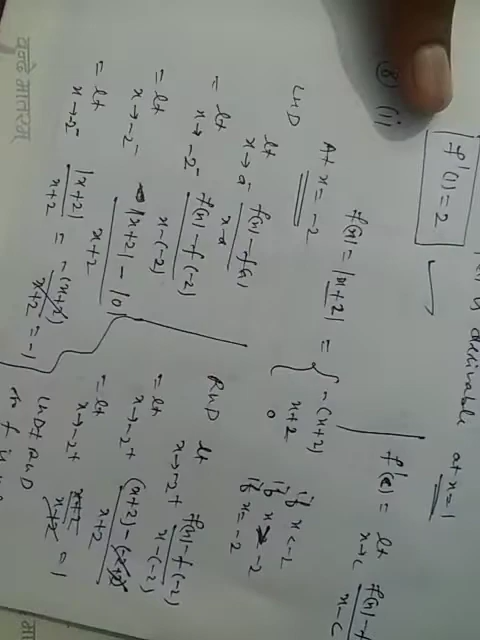 f'(1) = 2
derivable at x = 1
f'(c) = lt x→c
(8) (i) f(x) = |x+2| = { -(x+2) if x < -2
x+2 if x > -2
0 if x = -2
At x = -2
LHD
lt x→a⁻ f(x) - f(a) / x-a
= lt x→-2⁻ f(x) - f(-2) / x-(-2)
= lt x→-2⁻ |x+2| - |0| / x+2
= lt x→-2⁻ |x+2| / x+2 = -(x+2) / x+2 = -1
RHD
lt x→-2+ f(x) - f(-2) / x-(-2)
= lt x→-2+ (x+2) - / x+2
= lt x→-2+ x+2 / x+2 = 1
LHD ≠ RHD
वन्दे मातरम्